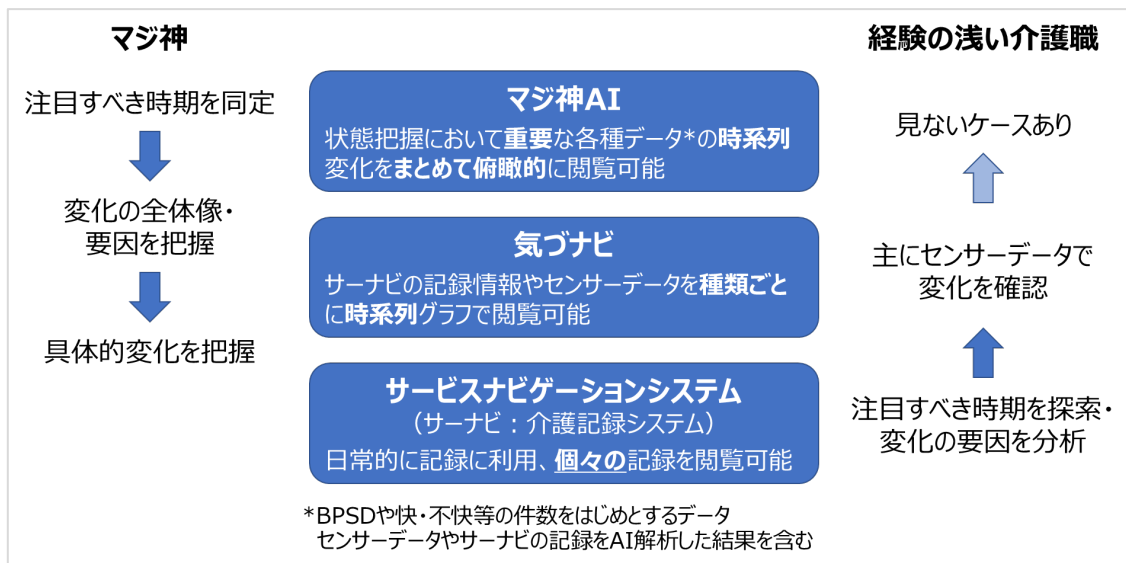 マジ神
注目すべき時期を同定
変化の全体像・
要因を把握
具体的変化を把握
マジ神AI
状態把握において重要な各種データ*の時系列
変化をまとめて俯瞰的に閲覧可能
気づナビ
サーナビの記録情報やセンサーデータを種類ごと
に時系列グラフで閲覧可能
サービスナビゲーションシステム
（サーナビ：介護記録システム）
日常的に記録に利用、個々の記録を閲覧可能
*BPSDや快・不快等の件数をはじめとするデータ
センサーデータやサーナビの記録をAI解析した結果を含む
経験の浅い介護職
見ないケースあり
主にセンサーデータで
変化を確認
注目すべき時期を探索・
変化の要因を分析